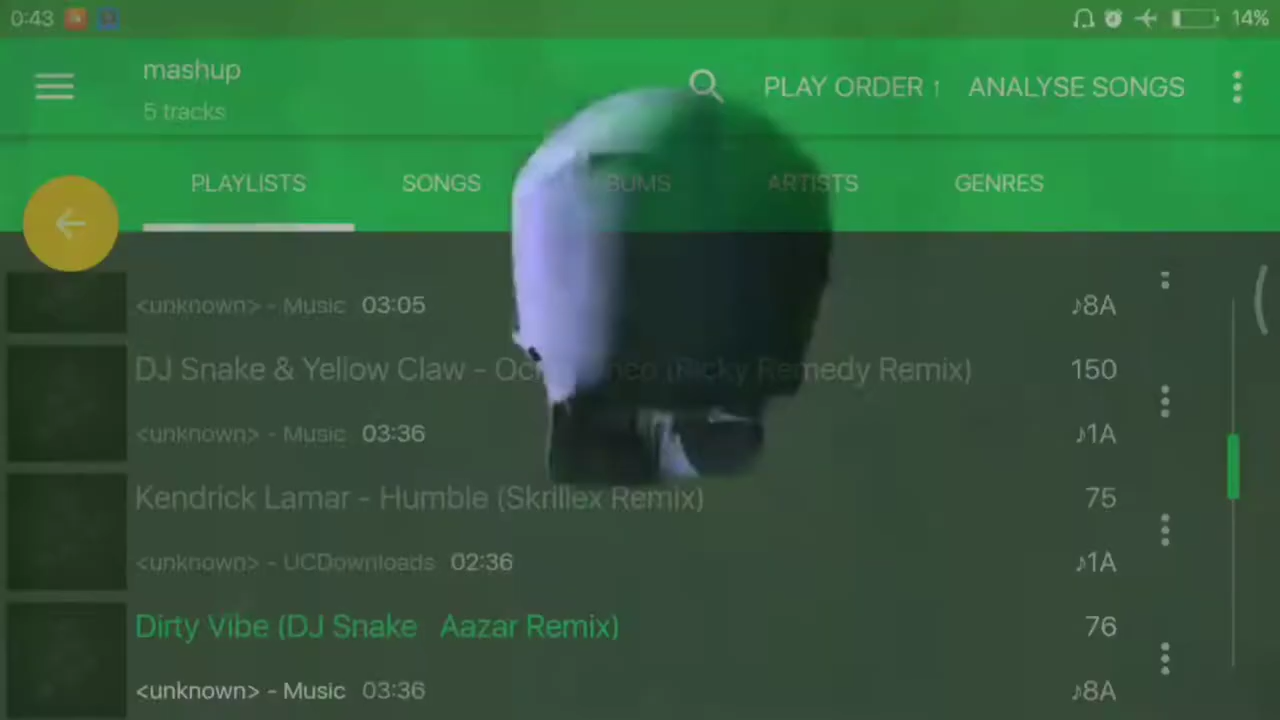 0:43
14%
mashup
5 tracks
PLAY ORDER ↑
ANALYSE SONGS
PLAYLISTS
SONGS
ARTISTS
GENRES
<unknown> - Music 03:05
♪8A
DJ Snake & Yellow Claw - (Ricky Remedy Remix)
150
<unknown> - Music 03:36
♪1A
Kendrick Lamar - Humble (Skrillex Remix)
75
<unknown> - UCDownloads 02:36
♪1A
Dirty Vibe (DJ Snake Aazar Remix)
76
<unknown> - Music 03:36
♪8A